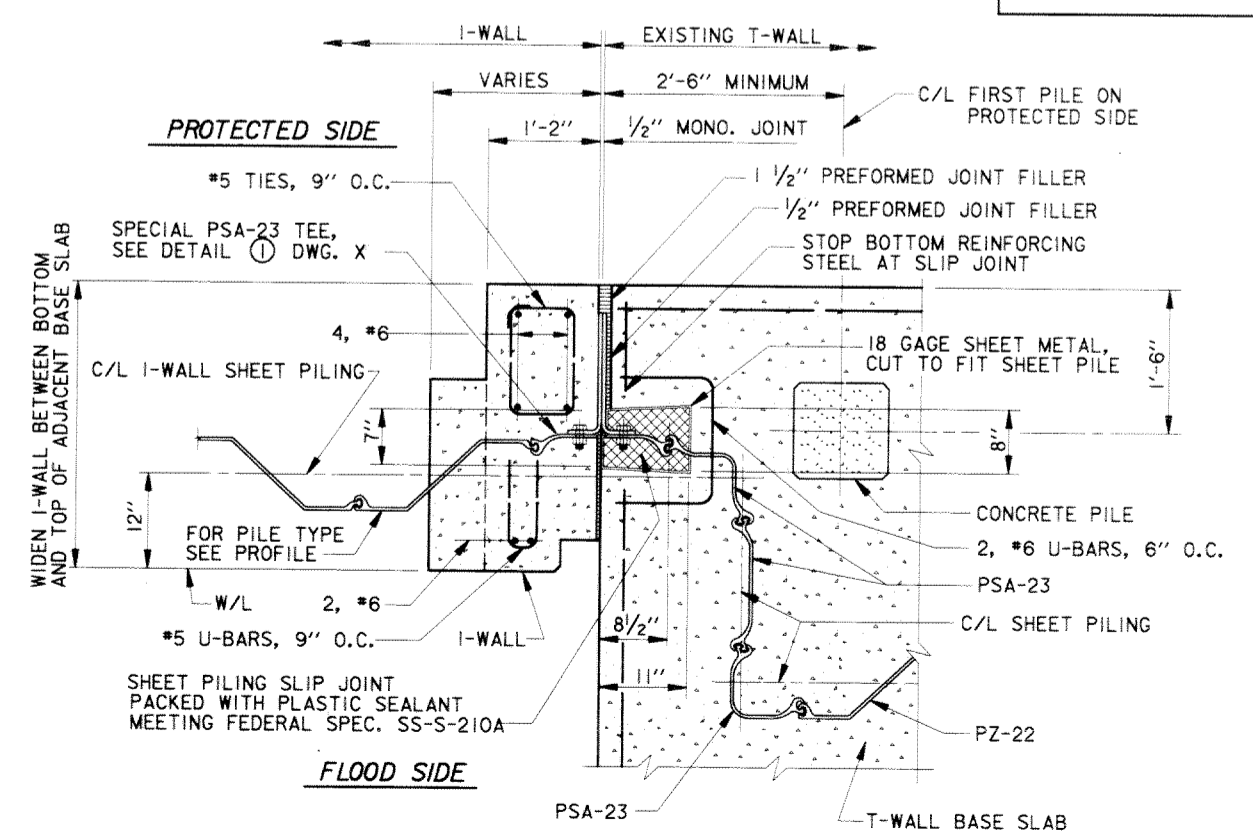 I-WALL
EXISTING T-WALL
VARIES
2'-6" MINIMUM
C/L FIRST PILE ON
PROTECTED SIDE
PROTECTED SIDE
1'-2"
1/2" MONO. JOINT
#5 TIES, 9" O.C.
1 1/2" PREFORMED JOINT FILLER
1/2" PREFORMED JOINT FILLER
SPECIAL PSA-23 TEE,
SEE DETAIL ① DWG. X
STOP BOTTOM REINFORCING
STEEL AT SLIP JOINT
WIDEN I-WALL BETWEEN BOTTOM
AND TOP OF ADJACENT BASE SLAB
4, #6
18 GAGE SHEET METAL,
CUT TO FIT SHEET PILE
1'-6"
C/L I-WALL SHEET PILING
7"
8"
12"
FOR PILE TYPE
SEE PROFILE
CONCRETE PILE
2, #6 U-BARS, 6" O.C.
W/L
2, #6
PSA-23
#5 U-BARS, 9" O.C.
I-WALL
8 1/2"
C/L SHEET PILING
11"
SHEET PILING SLIP JOINT
PACKED WITH PLASTIC SEALANT
MEETING FEDERAL SPEC. SS-S-210A
PZ-22
FLOOD SIDE
PSA-23
T-WALL BASE SLAB